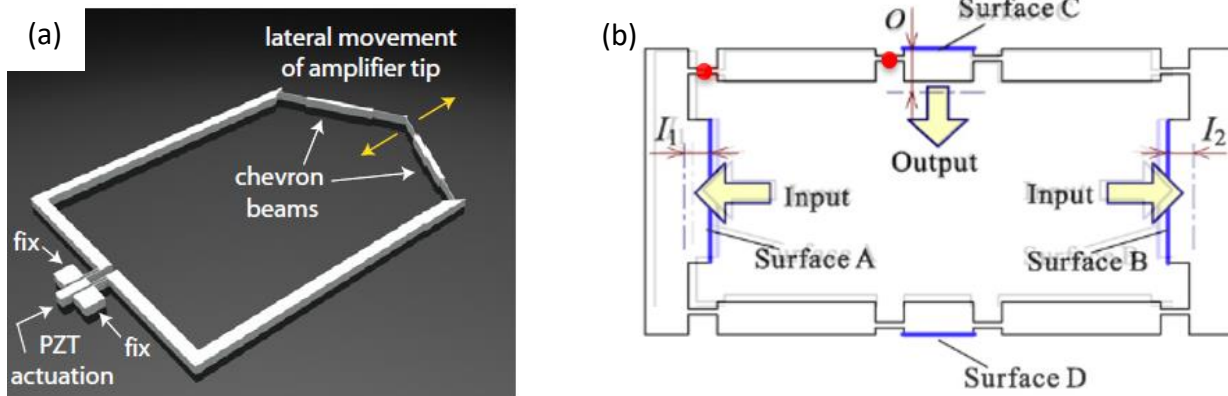 (a)
lateral movement
of amplifier tip
chevron
beams
fix
fix
PZT
actuation
(b)
O
Surface C
I1
I2
Output
Input
Input
Surface A
Surface B
Surface D